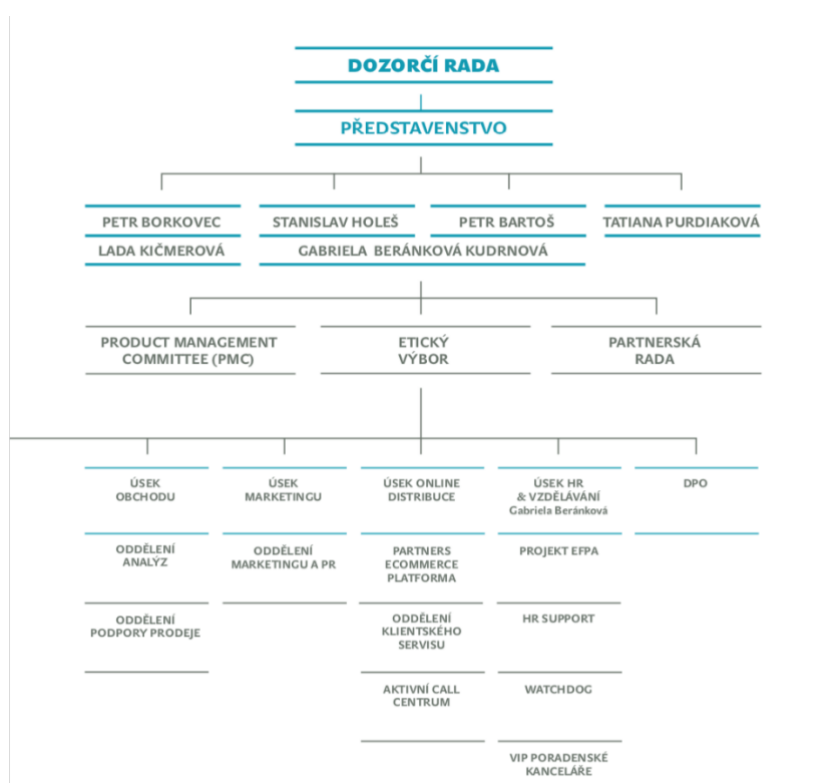 DOZORČÍ RADA
PŘEDSTAVENSTVO
PETR BORKOVEC
STANISLAV HOLEŠ
PETR BARTOŠ
TATIANA PURDIAKOVÁ
LADA KIČMEROVÁ
GABRIELA BERÁNKOVÁ KUDRNOVÁ
PRODUCT MANAGEMENT
COMMITTEE (PMC)
ETICKÝ
VÝBOR
PARTNERSKÁ
RADA
ÚSEK
OBCHODU
ÚSEK
MARKETINGU
ÚSEK ONLINE
DISTRIBUCE
ÚSEK HR
& VZDĚLÁVÁNÍ
Gabriela Beránková
DPO
ODDĚLENÍ
ANALÝZ
ODDĚLENÍ
MARKETINGU A PR
PARTNERS
ECOMMERCE
PLATFORMA
PROJEKT EFPA
ODDĚLENÍ
PODPORY PRODEJE
ODDĚLENÍ
KLIENTSKÉHO
SERVISU
HR SUPPORT
AKTIVNÍ CALL
CENTRUM
WATCHDOG
VIP PORADENSKÉ
KANCELÁŘE